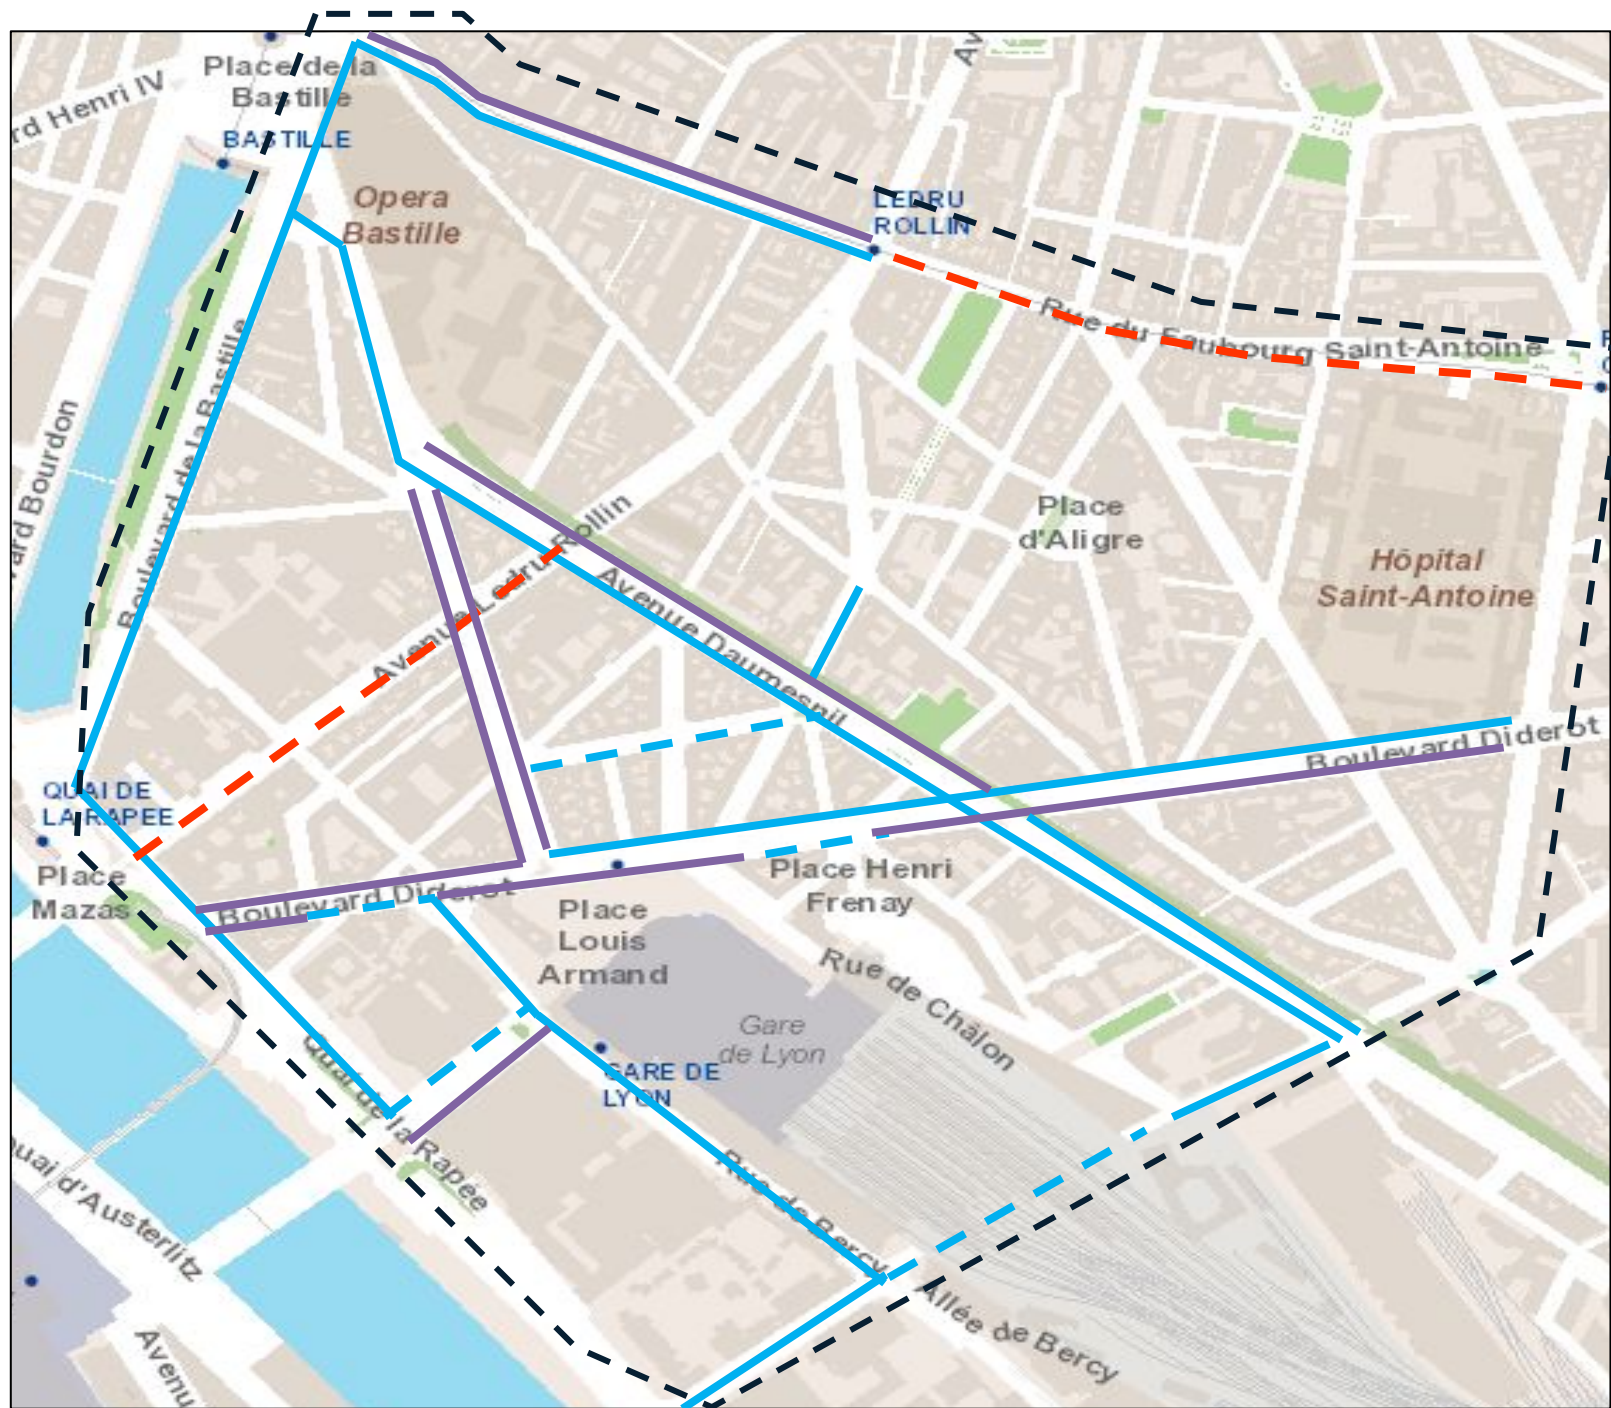 Place de la
Bastille
BASTILLE
rd Henri IV
Av
Opera
Bastille
LEDRU
ROLLIN
Rue du Faubourg Saint-Antoine
Boulevard de la Bastille
ard Bourdon
Avenue Ledru Rollin
Place
d'Aligre
Hôpital
Saint-Antoine
Avenue Daumesnil
Boulevard Diderot
QUAI DE
LA RAPEE
Place
Mazas
Boulevard Diderot
Place Henri
Frenay
Place
Louis
Armand
Rue de Châlon
Gare
de Lyon
GARE DE
LYON
Quai de la Rapée
Rue de Bercy
Allée de Bercy
uai d'Austerlitz
Avenu